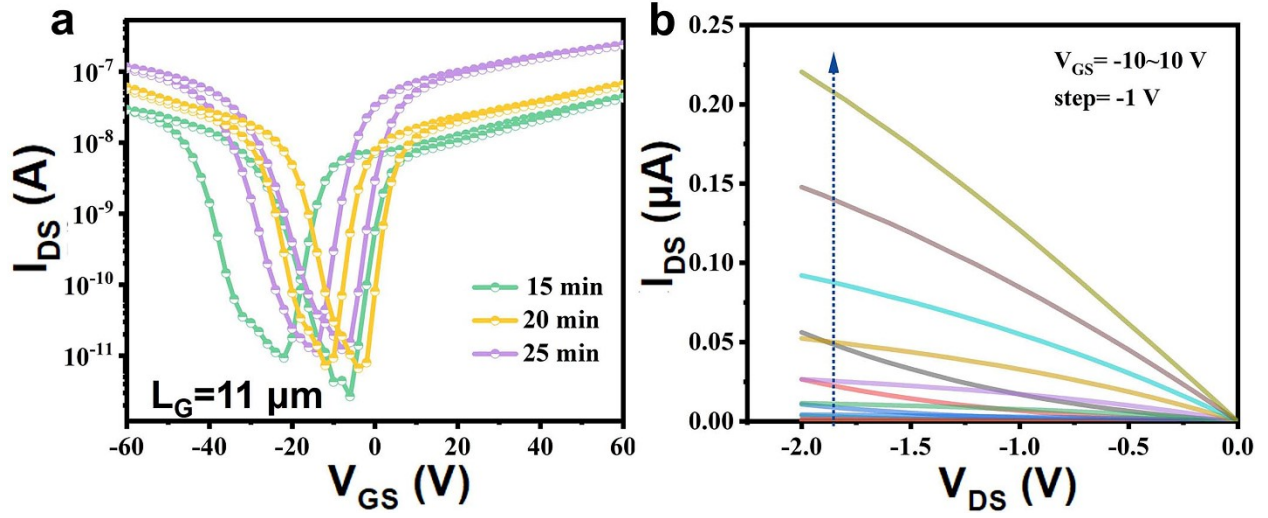 a
I_DS (A)
10⁻⁷
10⁻⁸
10⁻⁹
10⁻¹⁰
10⁻¹¹
15 min
20 min
25 min
L_G=11 μm
-60 -40 -20 0 20 40 60
V_GS (V)
b
I_DS (μA)
0.25
0.20
0.15
0.10
0.05
0.00
V_GS= -10~10 V
step= -1 V
-2.0 -1.5 -1.0 -0.5 0.0
V_DS (V)